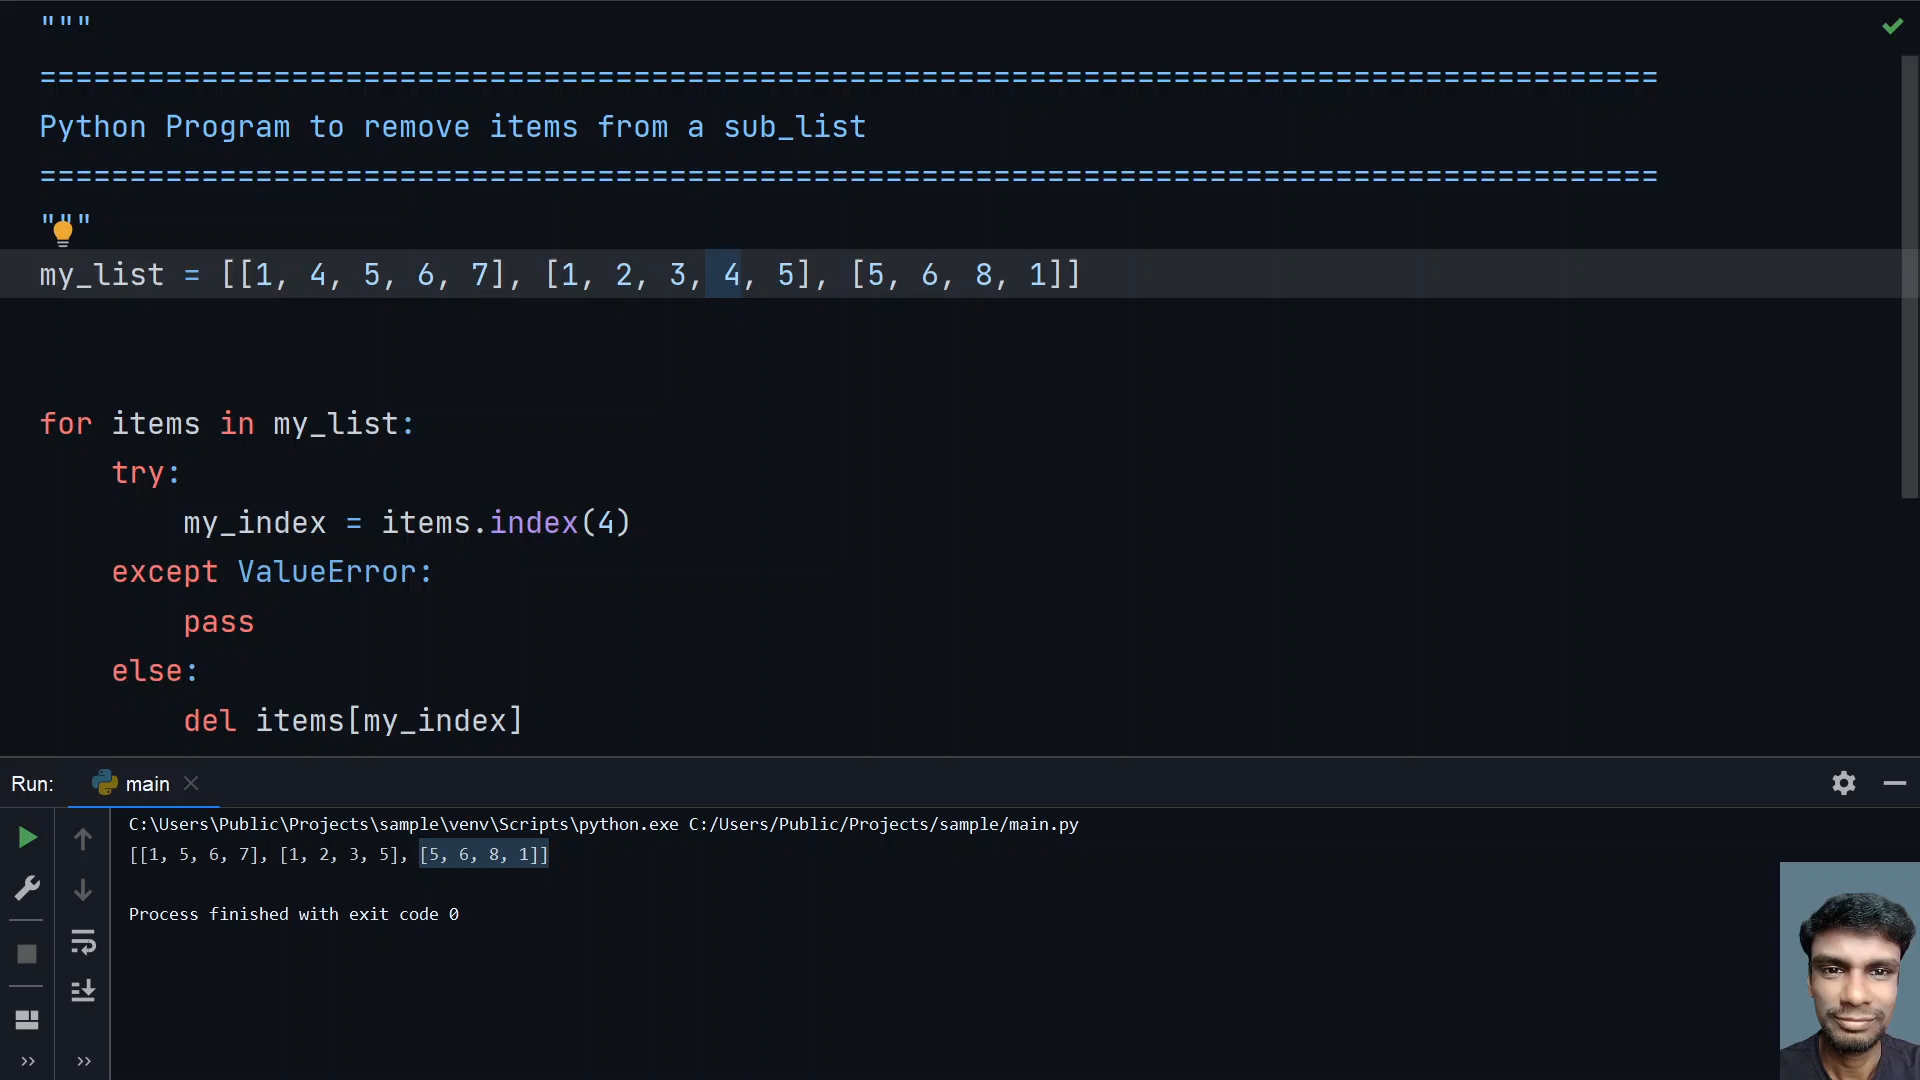 """
==========================================================================================
Python Program to remove items from a sub_list
==========================================================================================
"""
my_list = [[1, 4, 5, 6, 7], [1, 2, 3, 4, 5], [5, 6, 8, 1]]
for items in my_list:
    try:
        my_index = items.index(4)
    except ValueError:
        pass
    else:
        del items[my_index]
Run: main
C:\Users\Public\Projects\sample\venv\Scripts\python.exe C:/Users/Public/Projects/sample/main.py
[[1, 5, 6, 7], [1, 2, 3, 5], [5, 6, 8, 1]]
Process finished with exit code 0